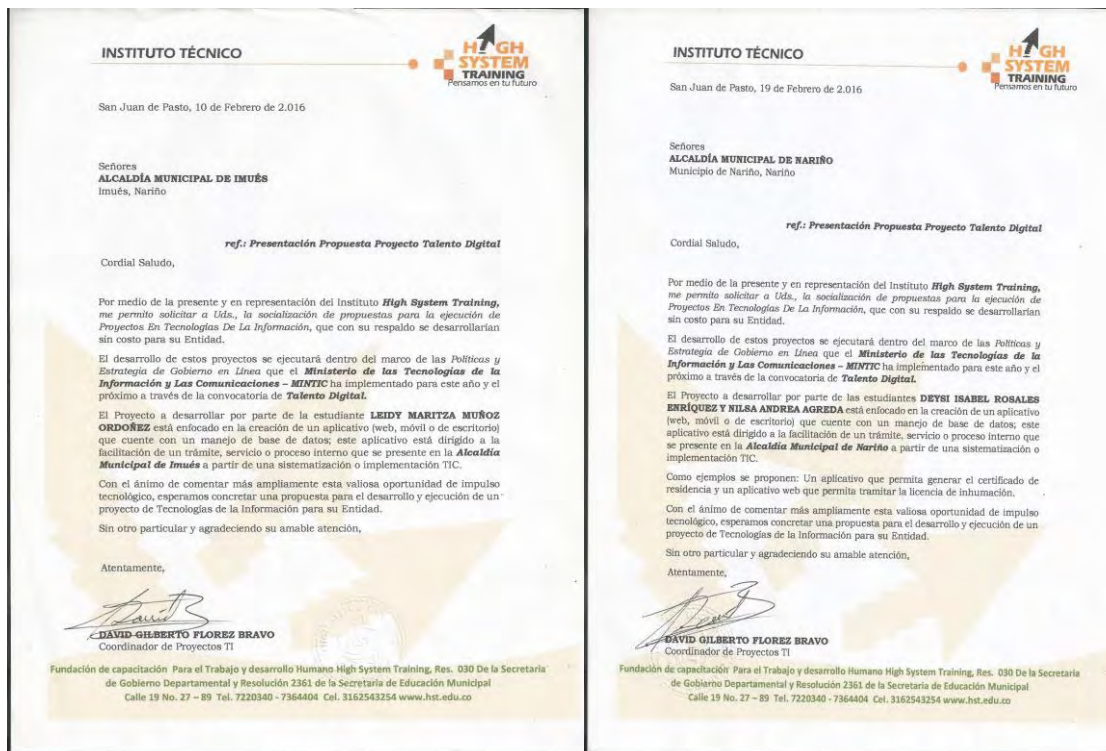 INSTITUTO TÉCNICO
HIGH
SYSTEM
TRAINING
Pensamos en tu futuro
San Juan de Pasto, 10 de Febrero de 2.016
Señores
ALCALDÍA MUNICIPAL DE IMUÉS
Imués, Nariño
ref.: Presentación Propuesta Proyecto Talento Digital
Cordial Saludo,
Por medio de la presente y en representación del Instituto High System Training,
me permito solicitar a Uds., la socialización de propuestas para la ejecución de
Proyectos En Tecnologías De La Información, que con su respaldo se desarrollarían
sin costo para su Entidad.
El desarrollo de estos proyectos se ejecutará dentro del marco de las Políticas y
Estrategia de Gobierno en Línea que el Ministerio de las Tecnologías de la
Información y Las Comunicaciones – MINTIC ha implementado para este año y el
próximo a través de la convocatoria de Talento Digital.
El Proyecto a desarrollar por parte de la estudiante LEIDY MARITZA MUÑOZ
ORDOÑEZ está enfocado en la creación de un aplicativo (web, móvil o de escritorio)
que cuente con un manejo de base de datos; este aplicativo está dirigido a la
facilitación de un trámite, servicio o proceso interno que se presente en la Alcaldía
Municipal de Imués a partir de una sistematización o implementación TIC.
Con el ánimo de comentar más ampliamente esta valiosa oportunidad de impulso
tecnológico, esperamos concretar una propuesta para el desarrollo y ejecución de un
proyecto de Tecnologías de la Información para su Entidad.
Sin otro particular y agradeciendo su amable atención,
Atentamente,
DAVID GILBERTO FLOREZ BRAVO
Coordinador de Proyectos TI
Fundación de capacitación Para el Trabajo y desarrollo Humano High System Training, Res. 030 De la Secretaria
de Gobierno Departamental y Resolución 2361 de la Secretaria de Educación Municipal
Calle 19 No. 27 – 89 Tel. 7220340 - 7364404 Cel. 3162543254 www.hst.edu.co
INSTITUTO TÉCNICO
HIGH
SYSTEM
TRAINING
Pensamos en tu futuro
San Juan de Pasto, 19 de Febrero de 2.016
Señores
ALCALDÍA MUNICIPAL DE NARIÑO
Municipio de Nariño, Nariño
ref.: Presentación Propuesta Proyecto Talento Digital
Cordial Saludo,
Por medio de la presente y en representación del Instituto High System Training,
me permito solicitar a Uds., la socialización de propuestas para la ejecución de
Proyectos En Tecnologías De La Información, que con su respaldo se desarrollarían
sin costo para su Entidad.
El desarrollo de estos proyectos se ejecutará dentro del marco de las Políticas y
Estrategia de Gobierno en Línea que el Ministerio de las Tecnologías de la
Información y Las Comunicaciones – MINTIC ha implementado para este año y el
próximo a través de la convocatoria de Talento Digital.
El Proyecto a desarrollar por parte de las estudiantes DEYSI ISABEL ROSALES
ENRÍQUEZ Y NILSA ANDREA AGREDA está enfocado en la creación de un aplicativo
(web, móvil o de escritorio) que cuente con un manejo de base de datos; este
aplicativo está dirigido a la facilitación de un trámite, servicio o proceso interno que
se presente en la Alcaldía Municipal de Nariño a partir de una sistematización o
implementación TIC.
Como ejemplos se proponen: Un aplicativo que permita generar el certificado de
residencia y un aplicativo web que permita tramitar la licencia de inhumación.
Con el ánimo de comentar más ampliamente esta valiosa oportunidad de impulso
tecnológico, esperamos concretar una propuesta para el desarrollo y ejecución de un
proyecto de Tecnologías de la Información para su Entidad.
Sin otro particular y agradeciendo su amable atención,
Atentamente,
DAVID GILBERTO FLOREZ BRAVO
Coordinador de Proyectos TI
Fundación de capacitación Para el Trabajo y desarrollo Humano High System Training, Res. 030 De la Secretaria
de Gobierno Departamental y Resolución 2361 de la Secretaria de Educación Municipal
Calle 19 No. 27 – 89 Tel. 7220340 - 7364404 Cel. 3162543254 www.hst.edu.co